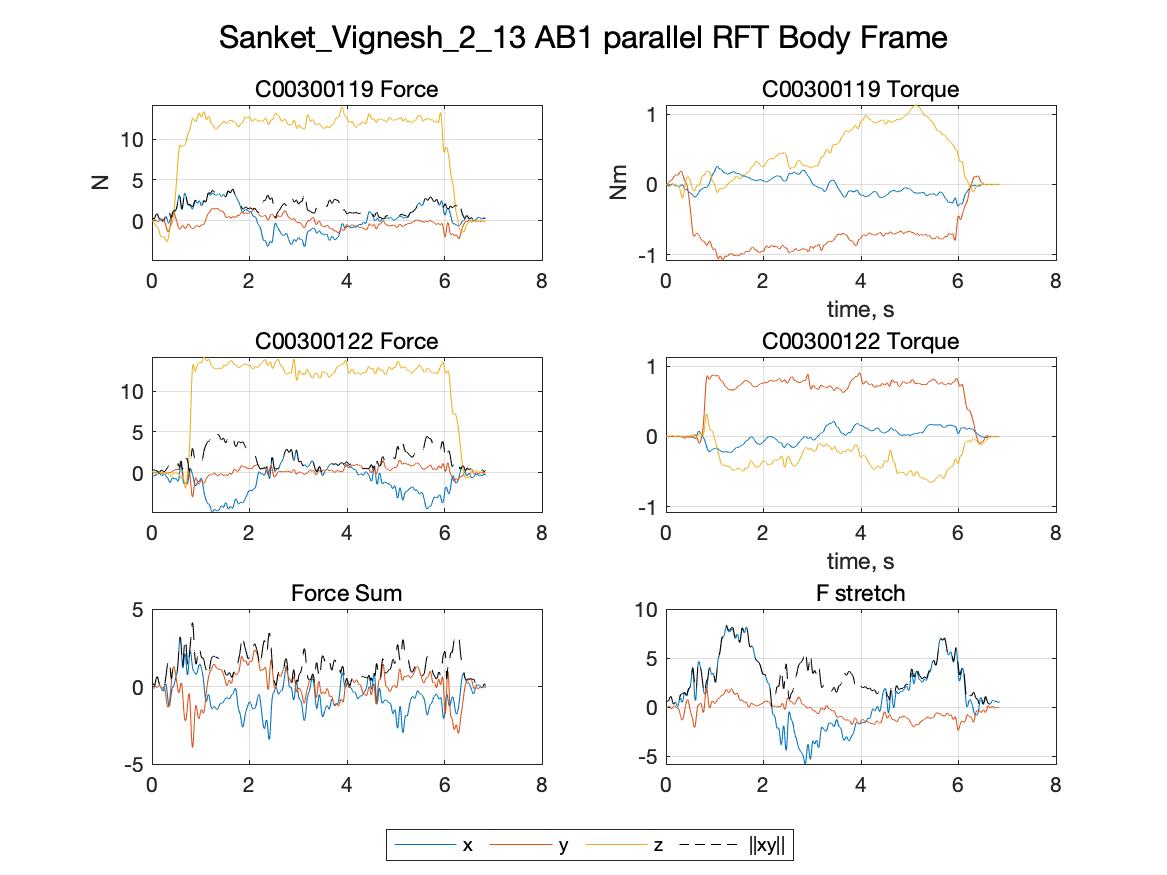 Sanket_Vignesh_2_13 AB1 parallel RFT Body Frame
C00300119 Force
C00300119 Torque
N
10
5
0
0 2 4 6 8
Nm
1
0
-1
0 2 4 6 8
time, s
C00300122 Force
C00300122 Torque
10
5
0
0 2 4 6 8
1
0
-1
0 2 4 6 8
time, s
Force Sum
F stretch
5
0
-5
0 2 4 6 8
10
5
0
-5
0 2 4 6 8
x y z ||xy||